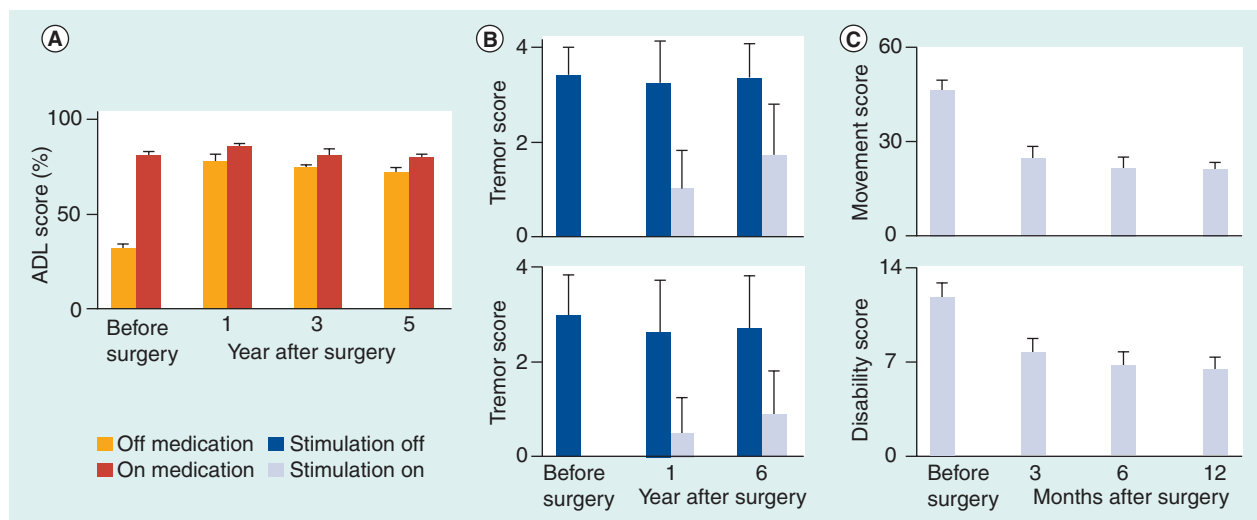 A
ADL score (%)
100
50
0
Before
surgery
1
3
5
Year after surgery
Off medication
Stimulation off
On medication
Stimulation on
B
Tremor score
4
2
0
Tremor score
4
2
0
Before
surgery
1
6
Year after surgery
C
Movement score
60
30
0
Disability score
14
7
0
Before
surgery
3
6
12
Months after surgery